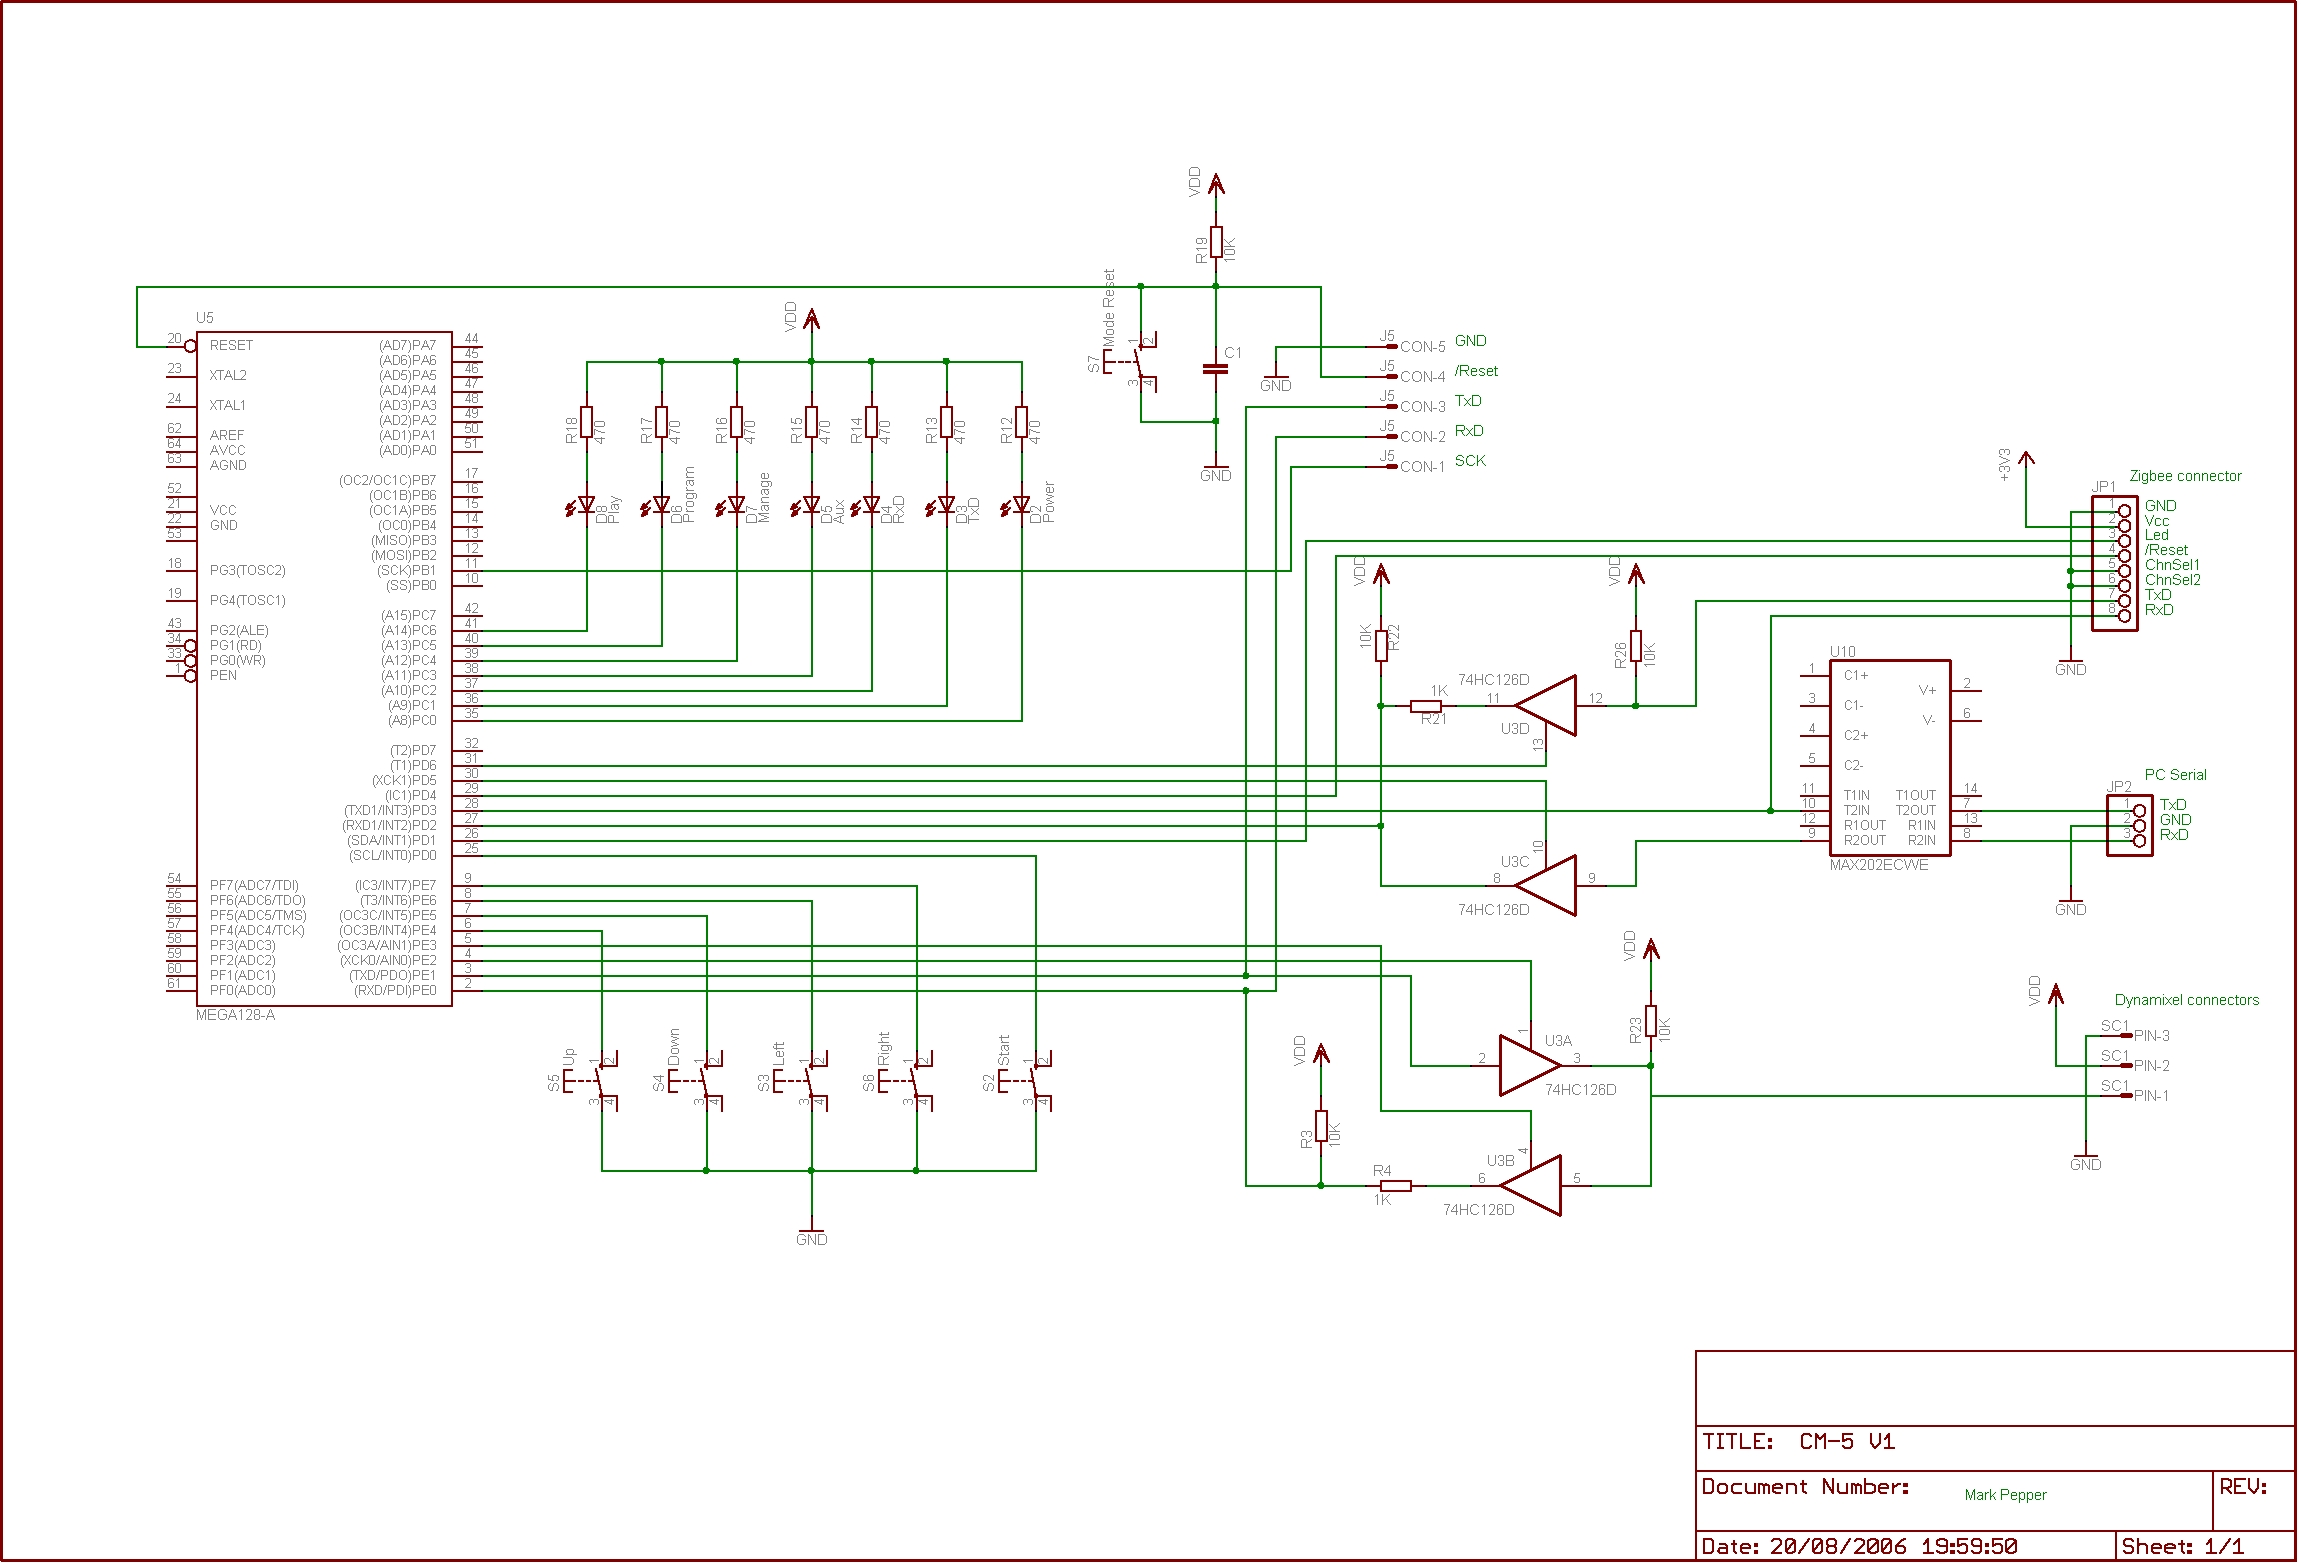 U5
MEGA128-A
20 RESET
23 XTAL2
24 XTAL1
62 AREF
64 AVCC
63 AGND
52
21 VCC
22 GND
53
18 PG3(TOSC2)
19 PG4(TOSC1)
43 PG2(ALE)
34 PG1(RD)
33 PG0(WR)
1 PEN
54 PF7(ADC7/TDI)
55 PF6(ADC6/TDO)
56 PF5(ADC5/TMS)
57 PF4(ADC4/TCK)
58 PF3(ADC3)
59 PF2(ADC2)
60 PF1(ADC1)
61 PF0(ADC0)
(AD7)PA7 44
(AD6)PA6 45
(AD5)PA5 46
(AD4)PA4 47
(AD3)PA3 48
(AD2)PA2 49
(AD1)PA1 50
(AD0)PA0 51
(OC2/OC1C)PB7 17
(OC1B)PB6 16
(OC1A)PB5 15
(OC0)PB4 14
(MISO)PB3 13
(MOSI)PB2 12
(SCK)PB1 11
(SS)PB0 10
(A15)PC7 42
(A14)PC6 41
(A13)PC5 40
(A12)PC4 39
(A11)PC3 38
(A10)PC2 37
(A9)PC1 36
(A8)PC0 35
(T2)PD7 32
(T1)PD6 31
(XCK1)PD5 30
(IC1)PD4 29
(TXD1/INT3)PD3 28
(RXD1/INT2)PD2 27
(SDA/INT1)PD1 26
(SCL/INT0)PD0 25
(IC3/INT7)PE7 9
(T3/INT6)PE6 8
(OC3C/INT5)PE5 7
(OC3B/INT4)PE4 6
(OC3A/AIN1)PE3 5
(XCK0/AIN0)PE2 4
(TXD/PDO)PE1 3
(RXD/PDI)PE0 2
VDD
R18 470
R17 470
R16 470
R15 470
R14 470
R13 470
R12 470
D8 Play
D6 Program
D7 Manage
D5 Aux
D4 RxD
D3 TxD
D2 Power
VDD
R19 10K
S7 Mode Reset
1 2
3 4
C1
GND
GND
J5 CON-5 GND
J5 CON-4 /Reset
J5 CON-3 TxD
J5 CON-2 RxD
J5 CON-1 SCK
S5 Up 1 2 3 4
S4 Down 1 2 3 4
S3 Left 1 2 3 4
S6 Right 1 2 3 4
S2 Start 1 2 3 4
GND
VDD
10K R22
1K
R21
VDD
R26 10K
74HC126D
11 12 13
U3D
U3C
8 9 10
74HC126D
VDD
R23 10K
U3A
1 2 3
74HC126D
VDD
R3 10K
R4
1K
U3B
4 5 6
74HC126D
+3V3
Zigbee connector
JP1
1 GND
2 Vcc
3 Led
4 /Reset
5 ChnSel1
6 ChnSel2
7 TxD
8 RxD
GND
U10
1 C1+
3 C1-
4 C2+
5 C2-
11 T1IN
10 T2IN
12 R1OUT
9 R2OUT
V+ 2
V- 6
T1OUT 14
T2OUT 7
R1IN 13
R2IN 8
MAX202ECWE
PC Serial
JP2
1 TxD
2 GND
3 RxD
GND
VDD
Dynamixel connectors
SC1 PIN-3
SC1 PIN-2
SC1 PIN-1
GND
TITLE: CM-5 V1
Document Number: Mark Pepper
REV:
Date: 20/08/2006 19:59:50
Sheet: 1/1